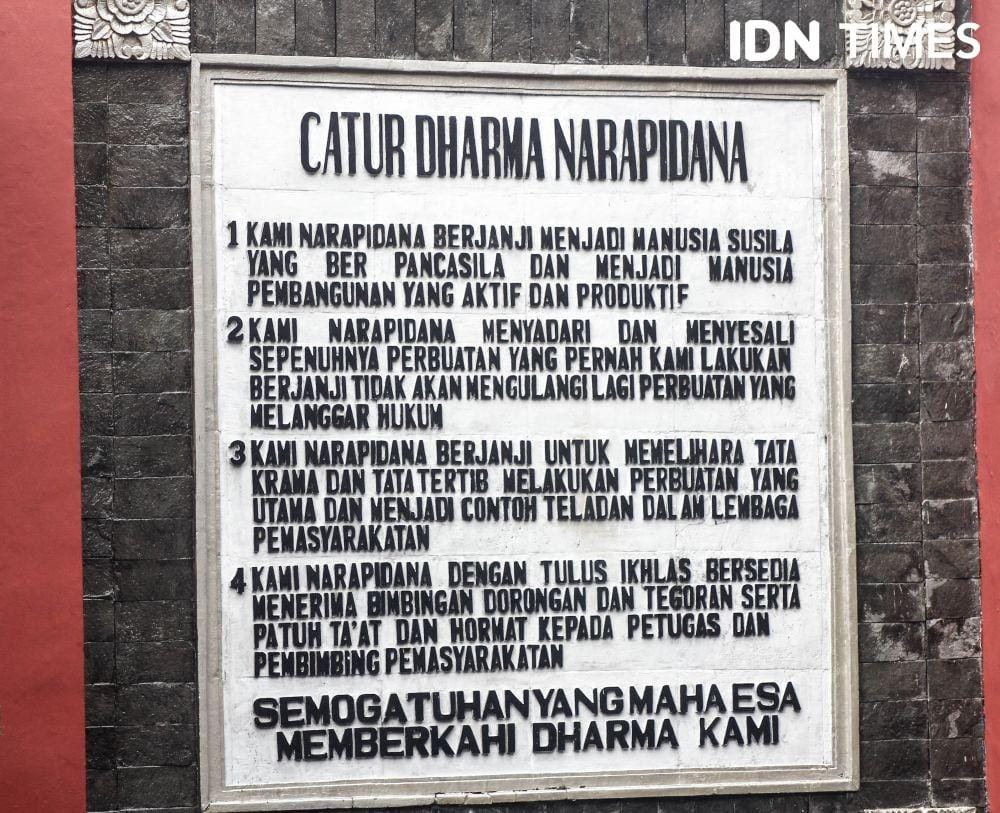 IDN TIMES
CATUR DHARMA NARAPIDANA
1 KAMI NARAPIDANA BERJANJI MENJADI MANUSIA SUSILA
YANG BER PANCASILA DAN MENJADI MANUSIA
PEMBANGUNAN YANG AKTIF DAN PRODUKTIF
2 KAMI NARAPIDANA MENYADARI DAN MENYESALI
SEPENUHNYA PERBUATAN YANG PERNAH KAMI LAKUKAN
BERJANJI TIDAK AKAN MENGULANGI LAGI PERBUATAN YANG
MELANGGAR HUKUM
3 KAMI NARAPIDANA BERJANJI UNTUK MEMELIHARA TATA
KRAMA DAN TATA TERTIB MELAKUKAN PERBUATAN YANG
UTAMA DAN MENJADI CONTOH TELADAN DALAM LEMBAGA
PEMASYARAKATAN
4 KAMI NARAPIDANA DENGAN TULUS IKHLAS BERSEDIA
MENERIMA BIMBINGAN DORONGAN DAN TEGORAN SERTA
PATUH TA'AT DAN HORMAT KEPADA PETUGAS DAN
PEMBIMBiNG PEMASYARAKATAN
SEMOGA TUHAN YANG MAHA ESA
MEMBERKAHI DHARMA KAMI